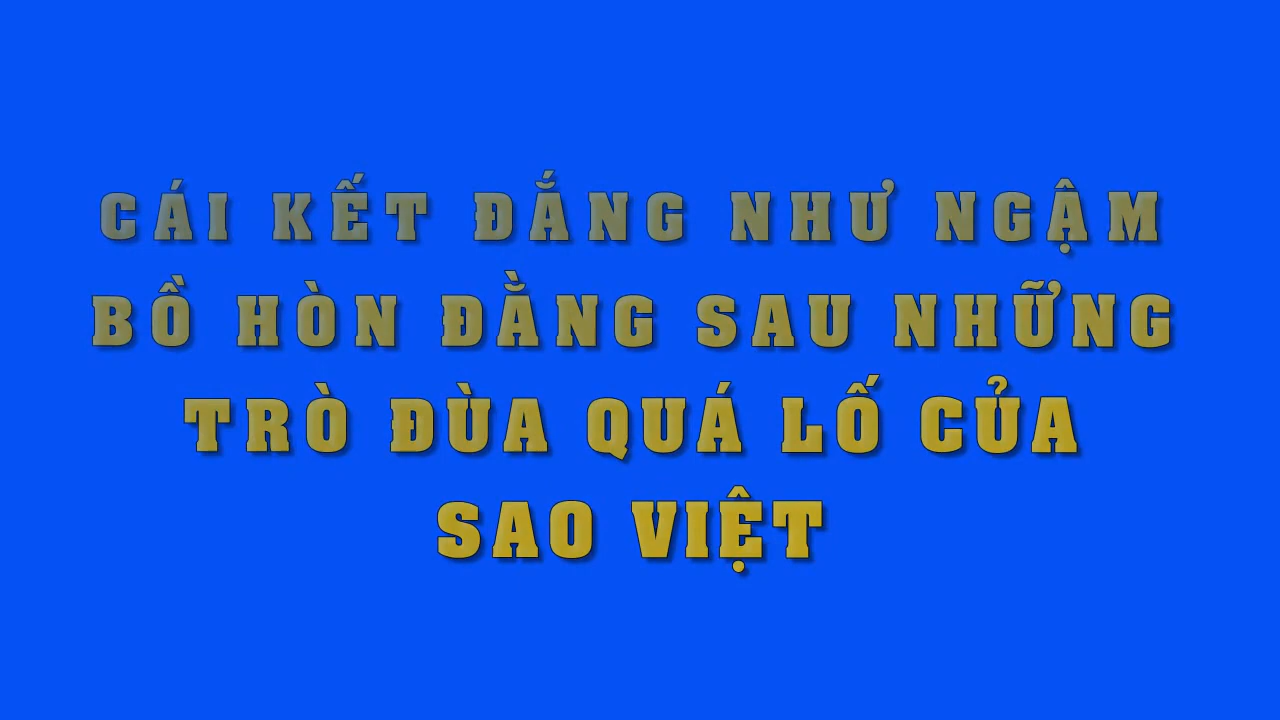 CÁI KẾT ĐẮNG NHƯ NGẬM
BỒ HÒN ĐẰNG SAU NHỮNG
TRÒ ĐÙA QUÁ LỐ CỦA
SAO VIỆT